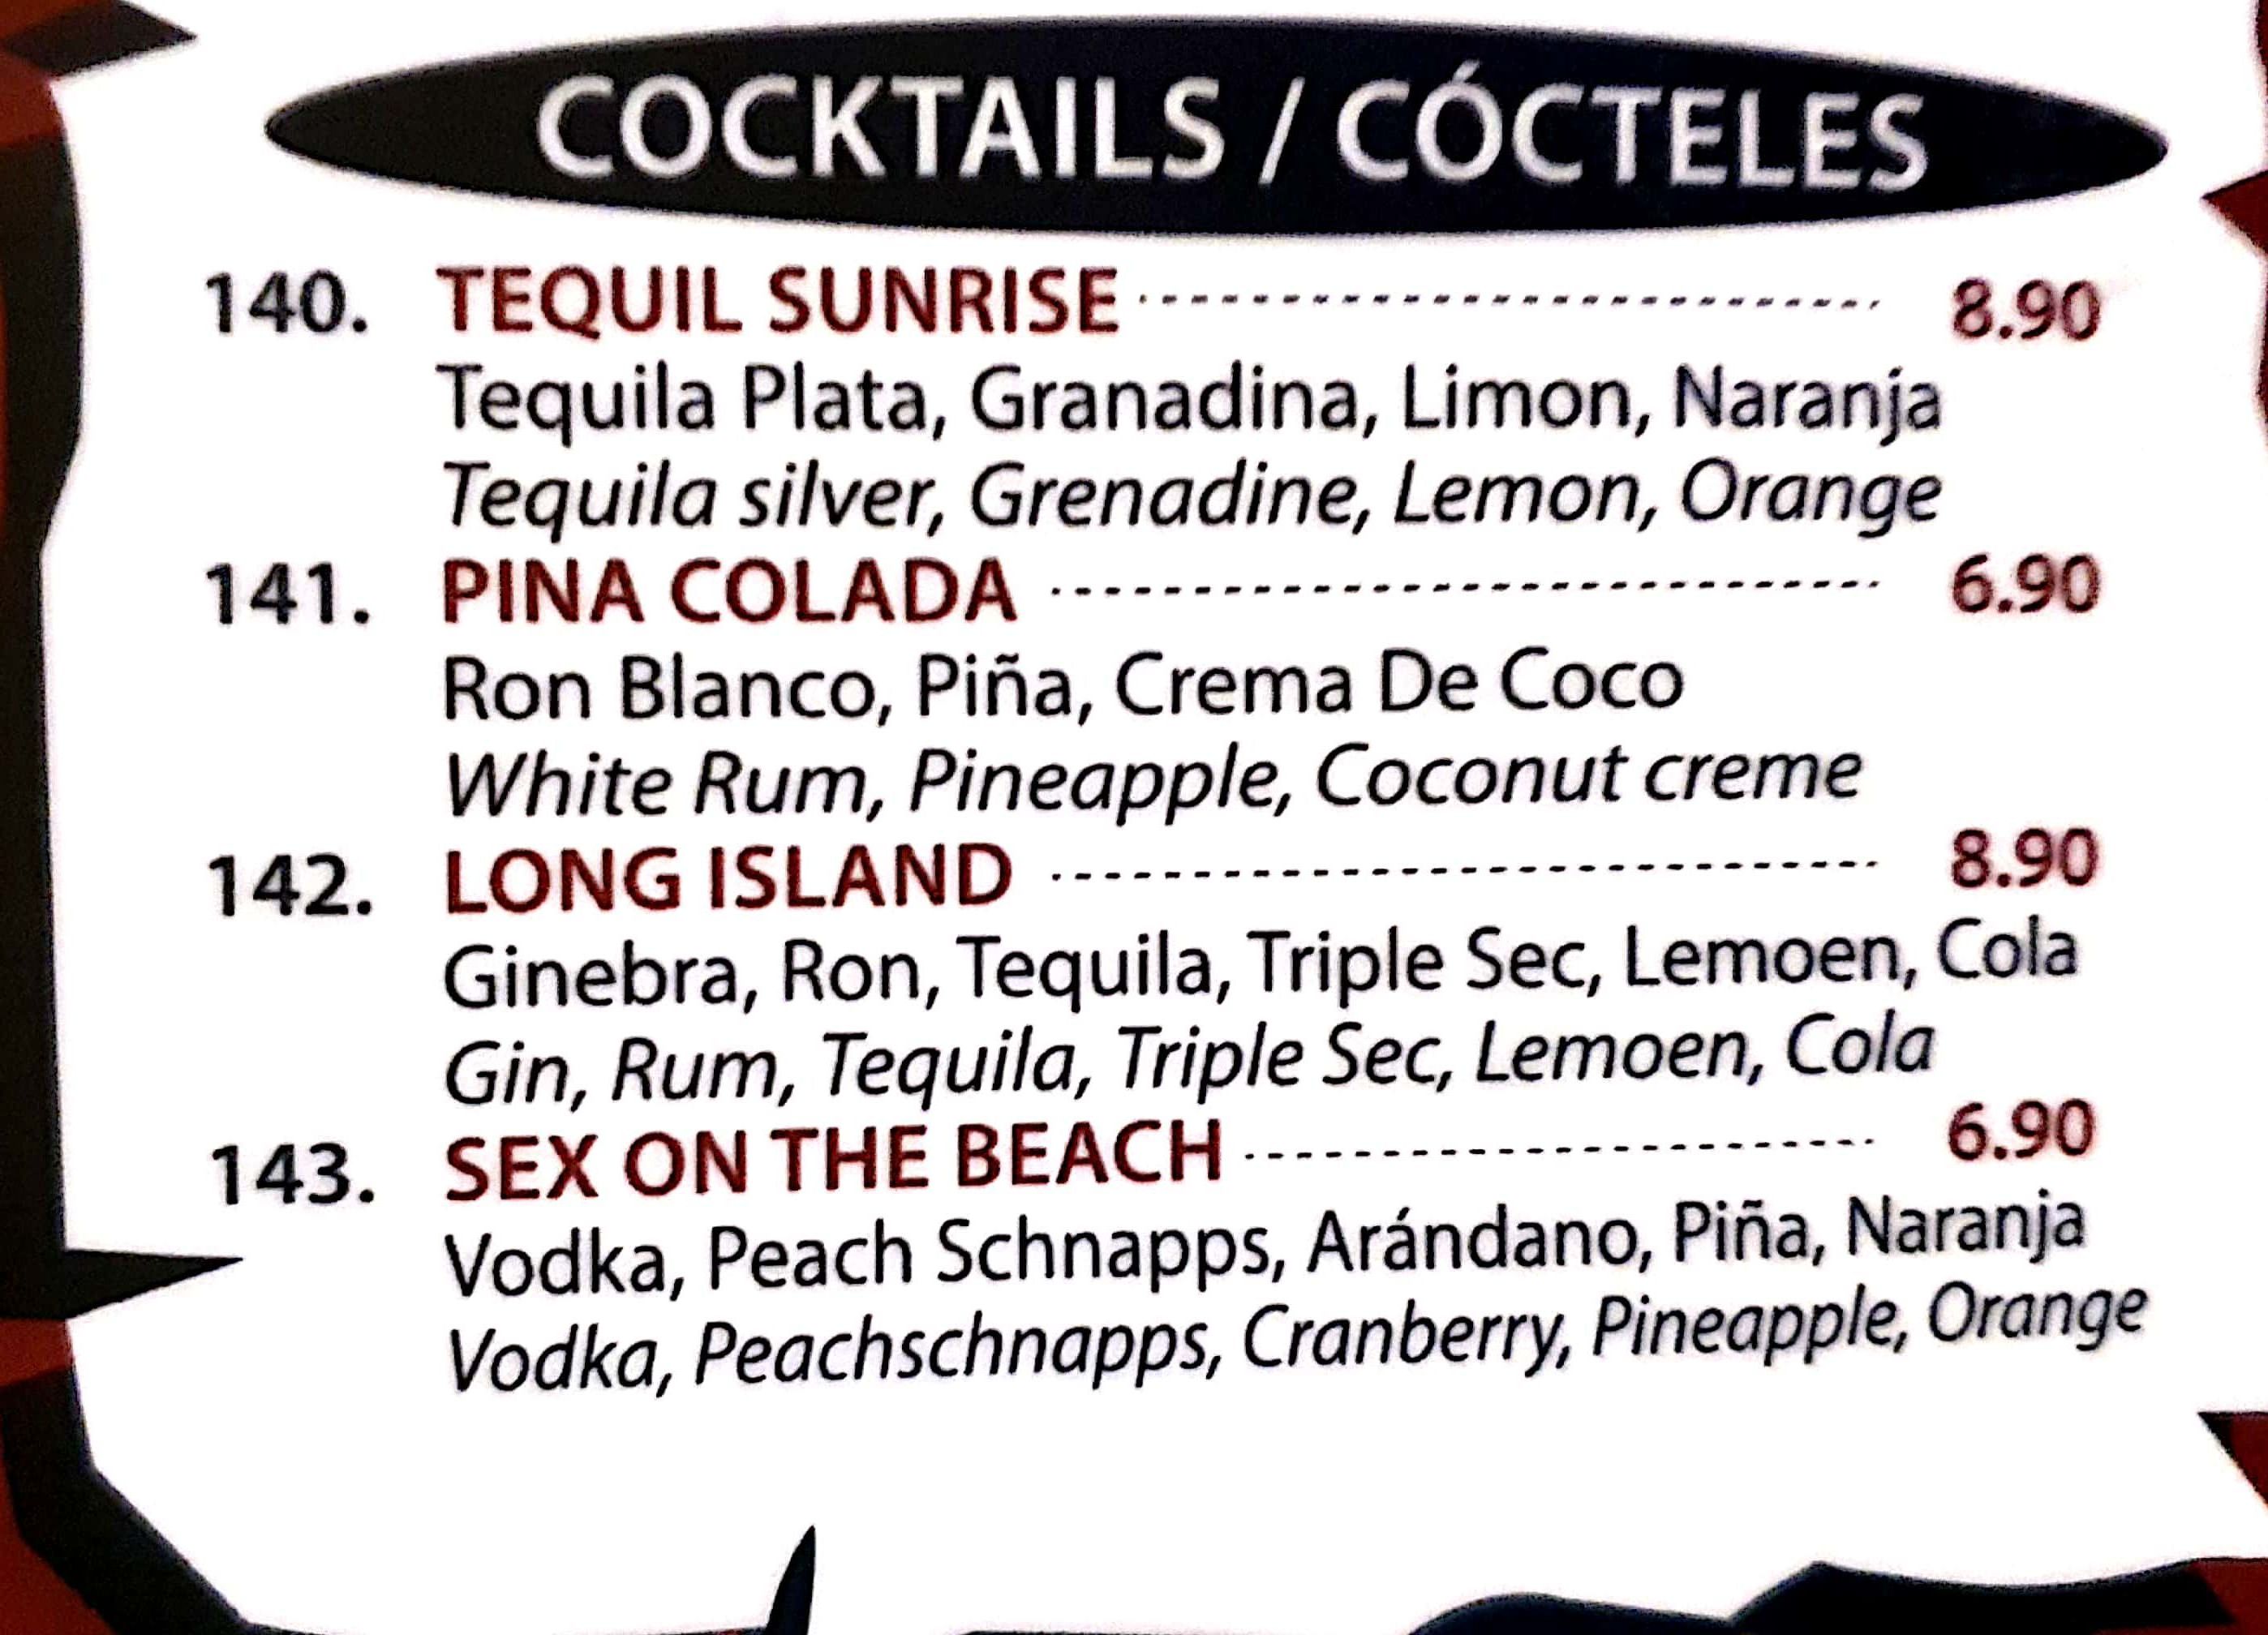 COCKTAILS / CÓCTELES
140. TEQUIL SUNRISE 8.90
Tequila Plata, Granadina, Limon, Naranja
Tequila silver, Grenadine, Lemon, Orange
141. PINA COLADA 6.90
Ron Blanco, Piña, Crema De Coco
White Rum, Pineapple, Coconut creme
142. LONG ISLAND 8.90
Ginebra, Ron, Tequila, Triple Sec, Lemoen, Cola
Gin, Rum, Tequila, Triple Sec, Lemoen, Cola
143. SEX ON THE BEACH 6.90
Vodka, Peach Schnapps, Arándano, Piña, Naranja
Vodka, Peachschnapps, Cranberry, Pineapple, Orange